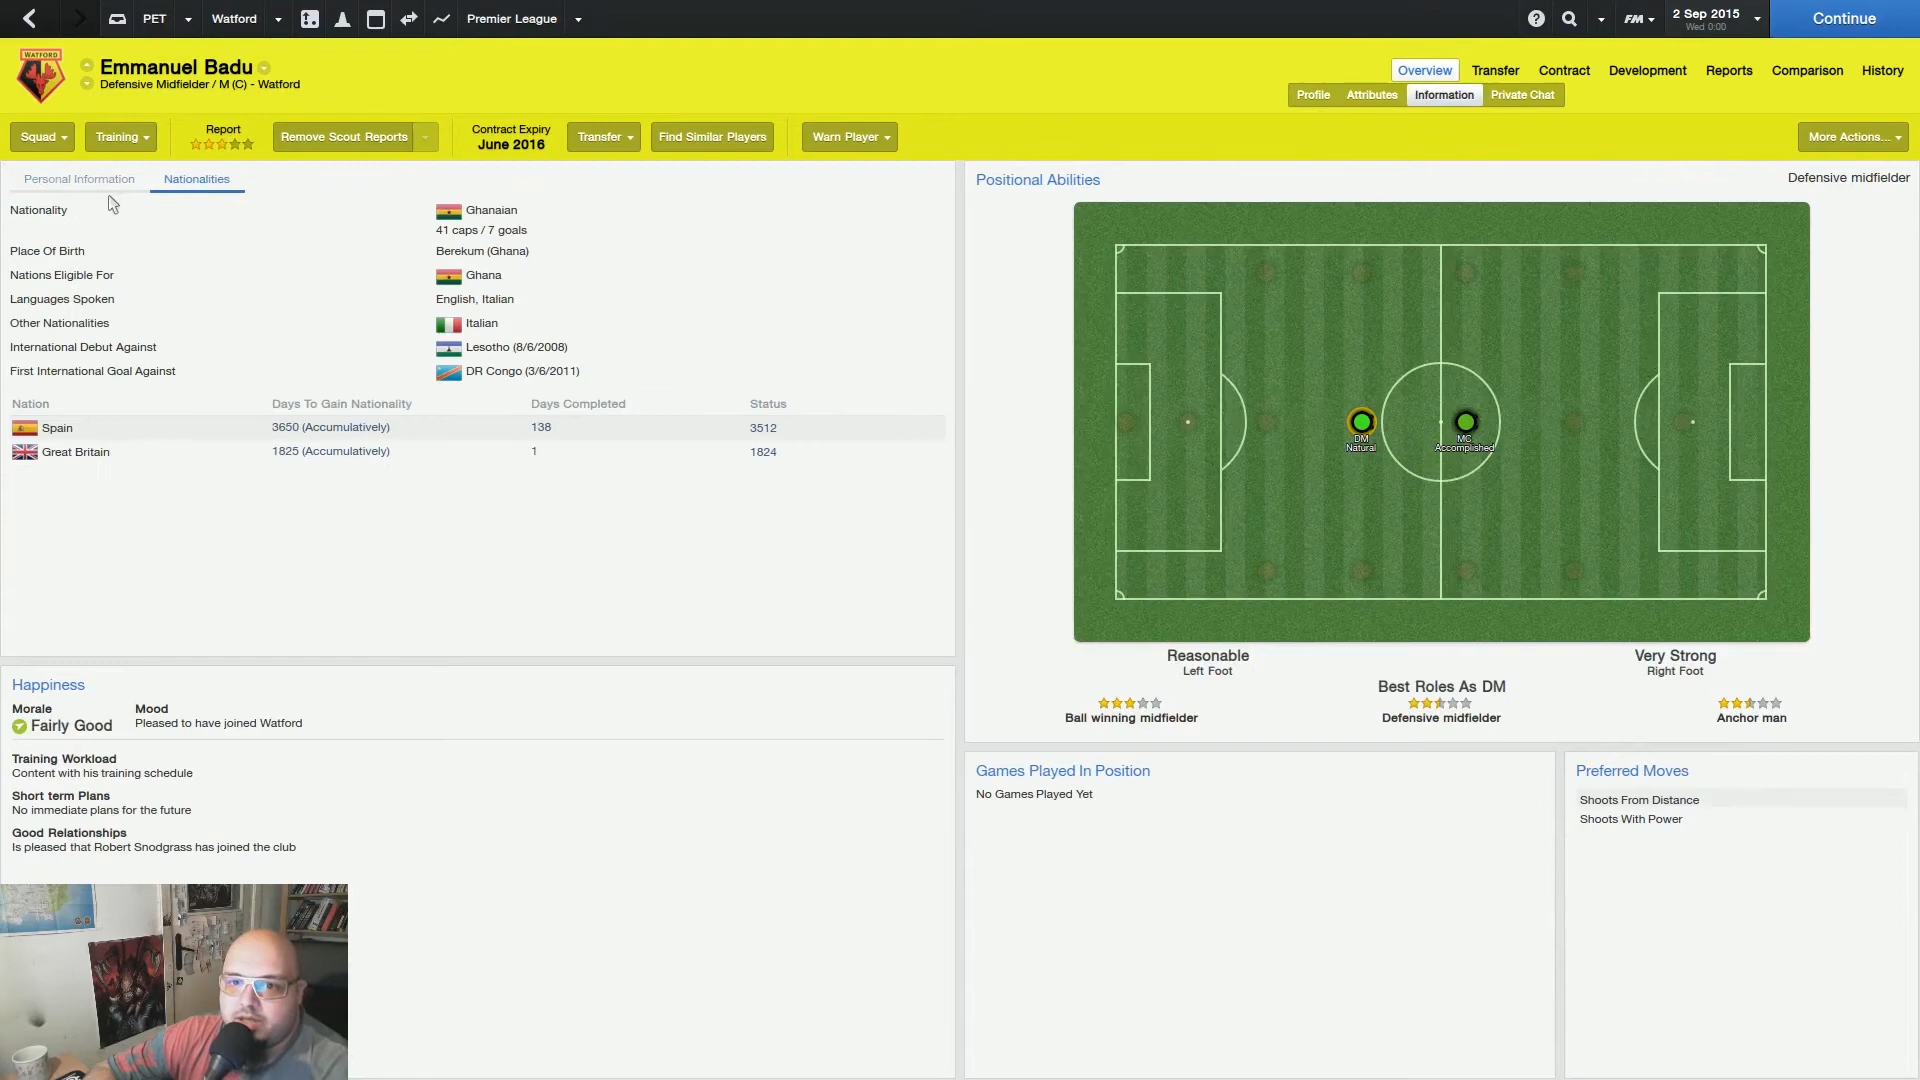 PET
Watford
Premier League
FM
2 Sep 2015
Wed 0:00
Continue
WATFORD
Emmanuel Badu
Defensive Midfielder / M (C) - Watford
Overview
Transfer
Contract
Development
Reports
Comparison
History
Profile
Attributes
Information
Private Chat
Squad
Training
Report
Remove Scout Reports
Contract Expiry
June 2016
Transfer
Find Similar Players
Warn Player
More Actions...
Personal Information
Nationalities
Nationality
Ghanaian
41 caps / 7 goals
Place Of Birth
Berekum (Ghana)
Nations Eligible For
Ghana
Languages Spoken
English, Italian
Other Nationalities
Italian
International Debut Against
Lesotho (8/6/2008)
First International Goal Against
DR Congo (3/6/2011)
Nation Days To Gain Nationality Days Completed Status
Spain 3650 (Accumulatively) 138 3512
Great Britain 1825 (Accumulatively) 1 1824
Positional Abilities
Defensive midfielder
DM
Natural
MC
Accomplished
Reasonable
Left Foot
Very Strong
Right Foot
Best Roles As DM
Ball winning midfielder
Defensive midfielder
Anchor man
Happiness
Morale
Fairly Good
Mood
Pleased to have joined Watford
Training Workload
Content with his training schedule
Short term Plans
No immediate plans for the future
Good Relationships
Is pleased that Robert Snodgrass has joined the club
Games Played In Position
No Games Played Yet
Preferred Moves
Shoots From Distance
Shoots With Power